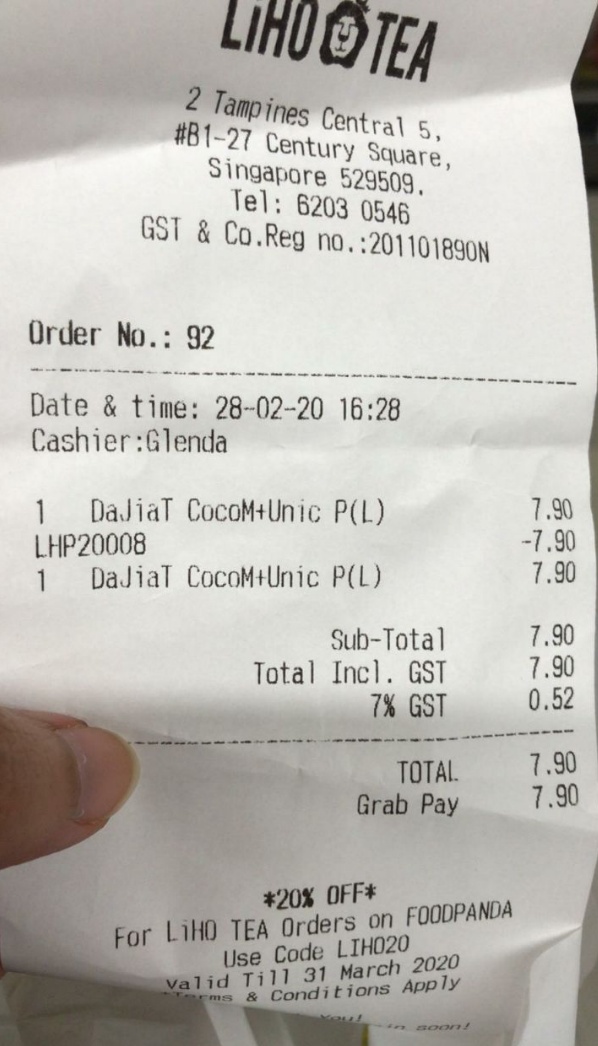 LiHO TEA
2 Tampines Central 5,
#B1-27 Century Square,
Singapore 529509.
Tel: 6203 0546
GST & Co.Reg no.:201101890N
Order No.: 92
Date & time: 28-02-20 16:28
Cashier:Glenda
1 DaJiaT CocoM+Unic P(L) 7.90
LHP20008 -7.90
1 DaJiaT CocoM+Unic P(L) 7.90
Sub-Total 7.90
Total Incl. GST 7.90
7% GST 0.52
TOTAL 7.90
Grab Pay 7.90
*20% OFF*
For LiHO TEA Orders on FOODPANDA
Use Code LIHO20
Valid Till 31 March 2020
*Terms & Conditions Apply
You!
in soon!